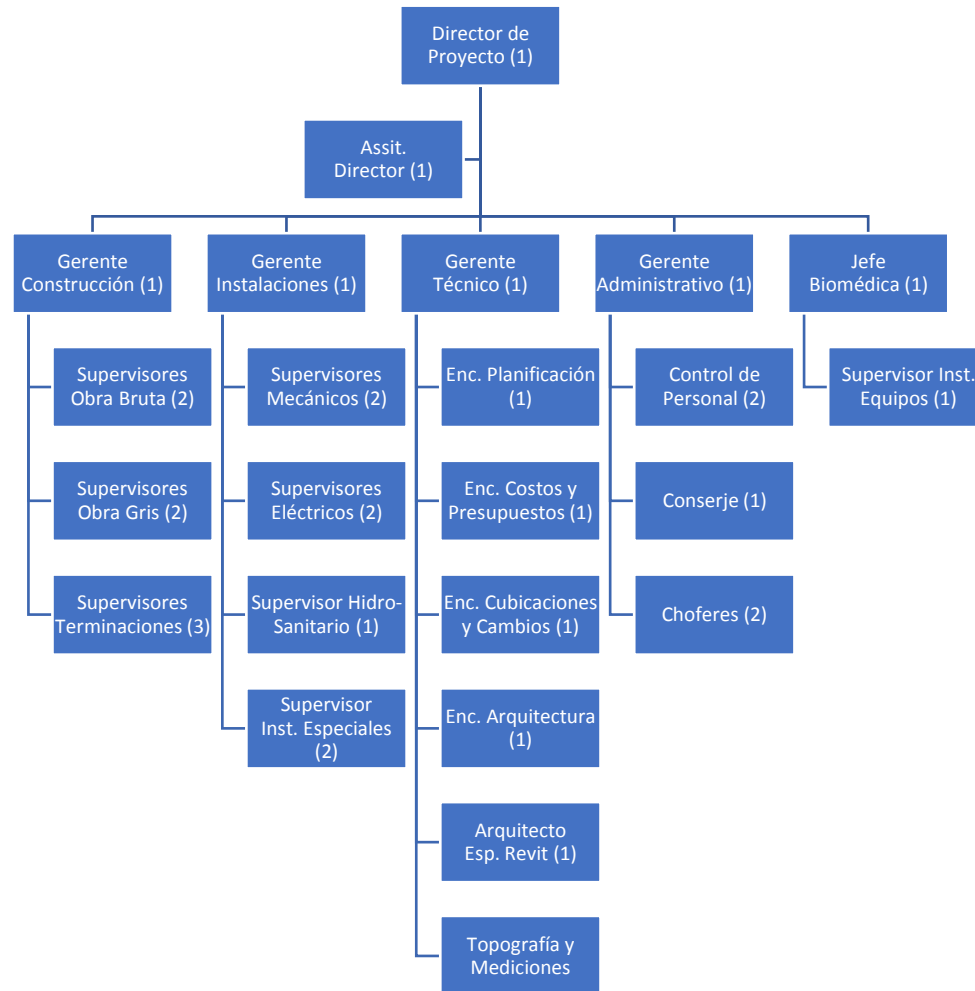 Director de
Proyecto (1)
Assit.
Director (1)
Gerente
Construcción (1)
Gerente
Instalaciones (1)
Gerente
Técnico (1)
Gerente
Administrativo (1)
Jefe
Biomédica (1)
Supervisores
Obra Bruta (2)
Supervisores
Mecánicos (2)
Enc. Planificación
(1)
Control de
Personal (2)
Supervisor Inst.
Equipos (1)
Supervisores
Obra Gris (2)
Supervisores
Eléctricos (2)
Enc. Costos y
Presupuestos (1)
Conserje (1)
Supervisores
Terminaciones (3)
Supervisor Hidro-
Sanitario (1)
Enc. Cubicaciones
y Cambios (1)
Choferes (2)
Supervisor
Inst. Especiales
(2)
Enc. Arquitectura
(1)
Arquitecto
Esp. Revit (1)
Topografía y
Mediciones